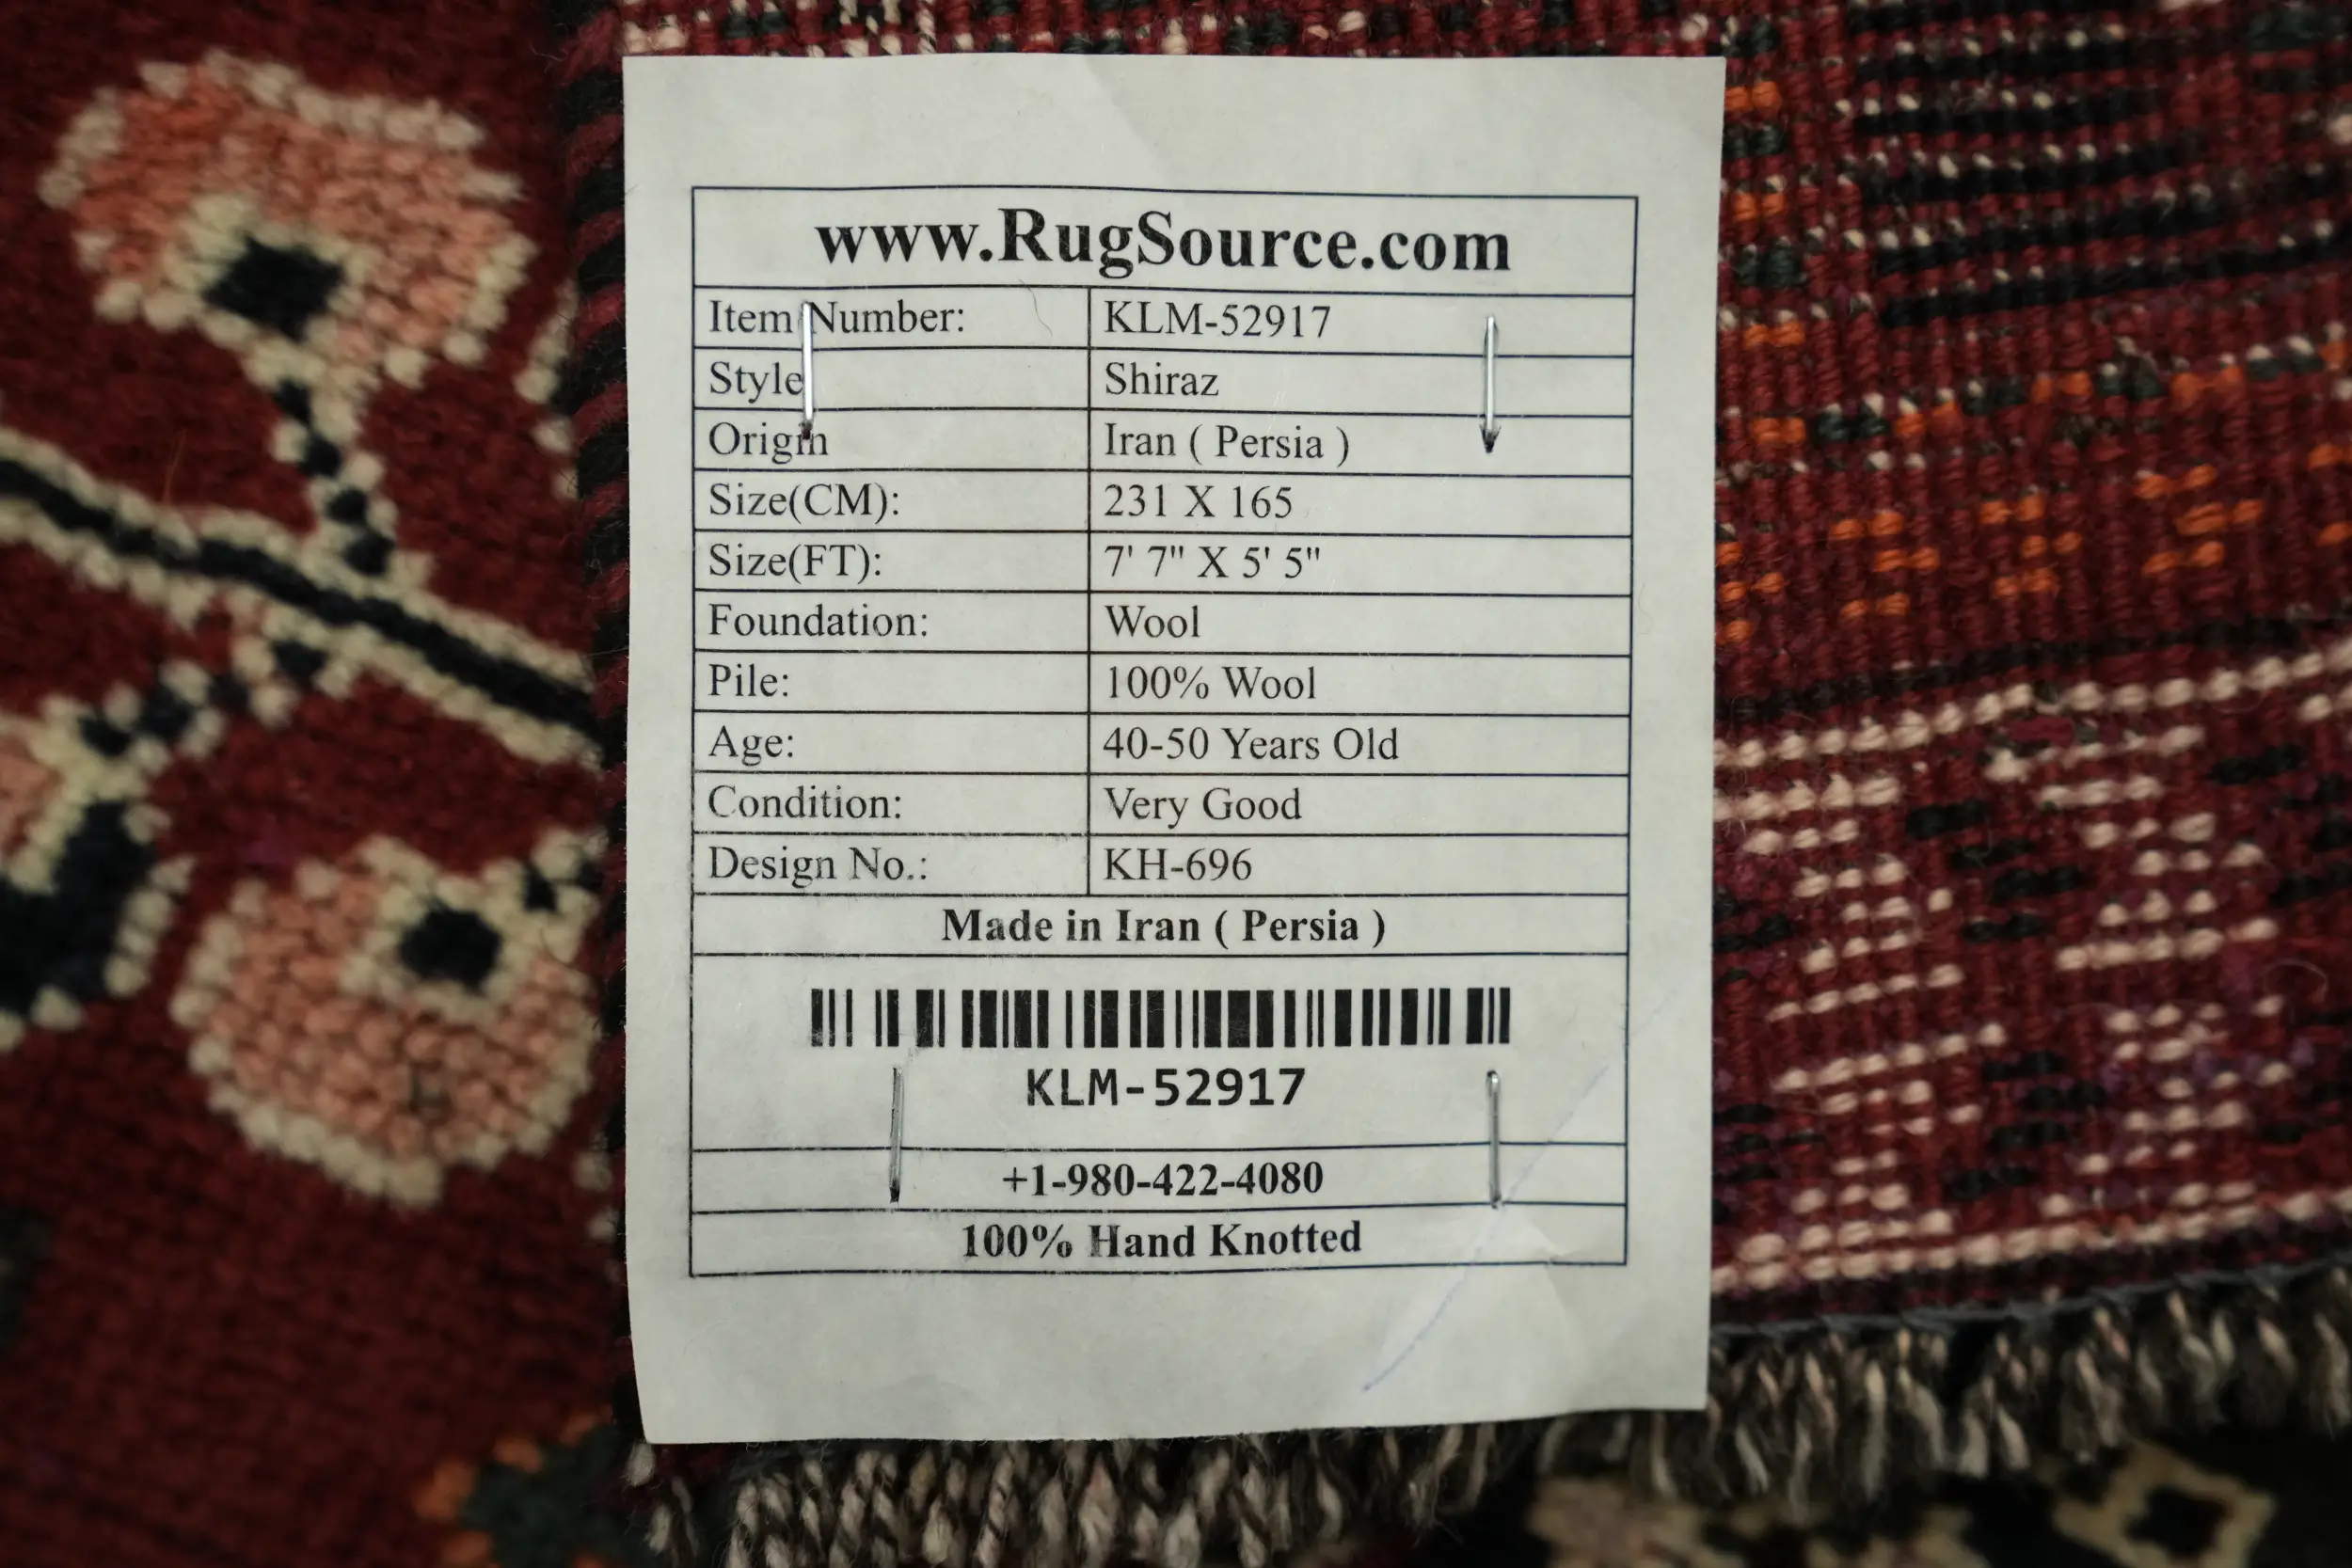 www.RugSource.com
Item Number: KLM-52917
Style Shiraz
Origin Iran ( Persia )
Size(CM): 231 X 165
Size(FT): 7' 7" X 5' 5"
Foundation: Wool
Pile: 100% Wool
Age: 40-50 Years Old
Condition: Very Good
Design No.: KH-696
Made in Iran ( Persia )
KLM-52917
+1-980-422-4080
100% Hand Knotted